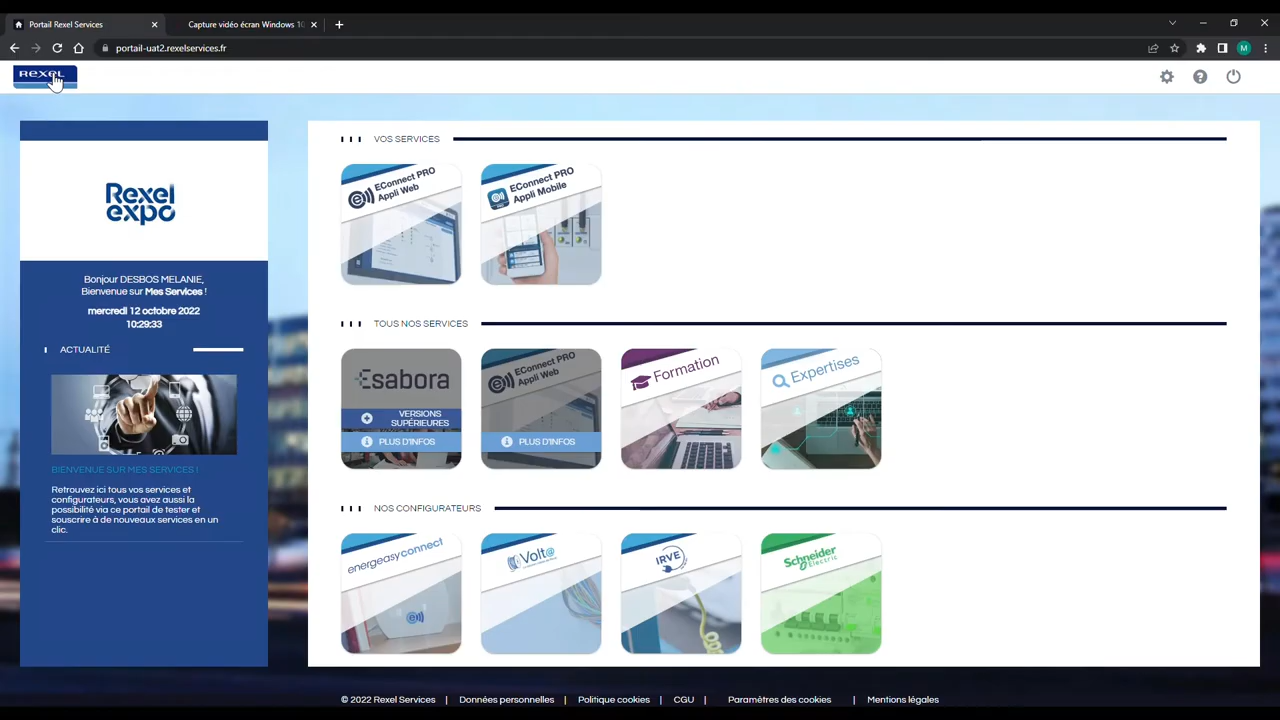 Portail Rexel Services
Capture vidéo écran Windows 10
portail-uat2.rexelservices.fr
M
REXEL
VOS SERVICES
EConnect PRO
Appli Web
EConnect PRO
Appli Mobile
Rexel
expo
Bonjour DESBOS MELANIE,
Bienvenue sur Mes Services !
mercredi 12 octobre 2022
10:29:33
ACTUALITÉ
BIENVENUE SUR MES SERVICES !
Retrouvez ici tous vos services et
configurateurs, vous avez aussi la
possibilité via ce portail de tester et
souscrire à de nouveaux services en un
clic.
TOUS NOS SERVICES
Esabora
VERSIONS
SUPÉRIEURES
PLUS D'INFOS
EConnect PRO
Appli Web
PLUS D'INFOS
Formation
Expertises
NOS CONFIGURATEURS
energeasyconnect
Volt@
IRVE
Schneider
Electric
© 2022 Rexel Services | Données personnelles | Politique cookies | CGU | Paramètres des cookies | Mentions légales